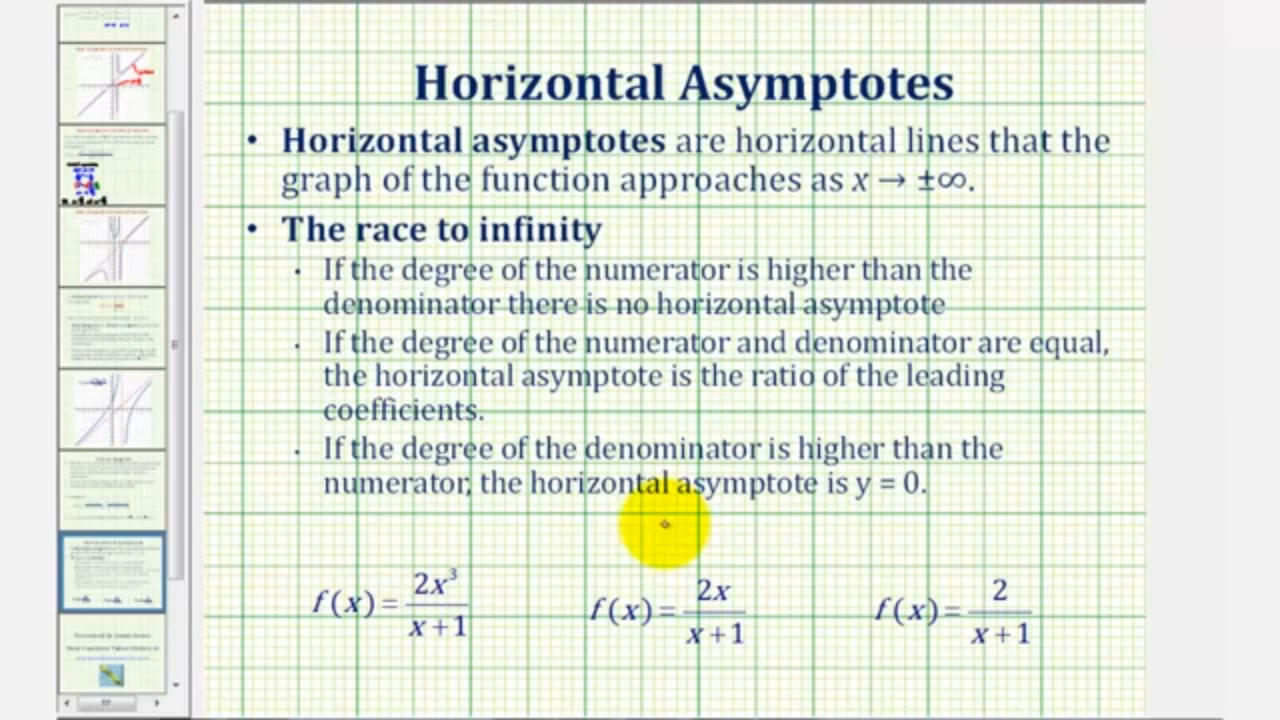 Horizontal Asymptotes
• Horizontal asymptotes are horizontal lines that the
graph of the function approaches as x → ±∞.
• The race to infinity
• If the degree of the numerator is higher than the
denominator there is no horizontal asymptote
• If the degree of the numerator and denominator are equal,
the horizontal asymptote is the ratio of the leading
coefficients.
• If the degree of the denominator is higher than the
numerator, the horizontal asymptote is y = 0.
f(x) = 2x³/(x+1) f(x) = 2x/(x+1) f(x) = 2/(x+1)